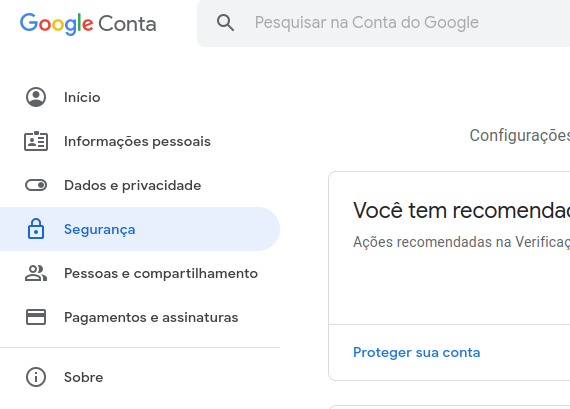 Google Conta
Pesquisar na Conta do Google
Início
Informações pessoais
Dados e privacidade
Segurança
Pessoas e compartilhamento
Pagamentos e assinaturas
Sobre
Configurações
Você tem recomenda
Ações recomendadas na Verifica
Proteger sua conta